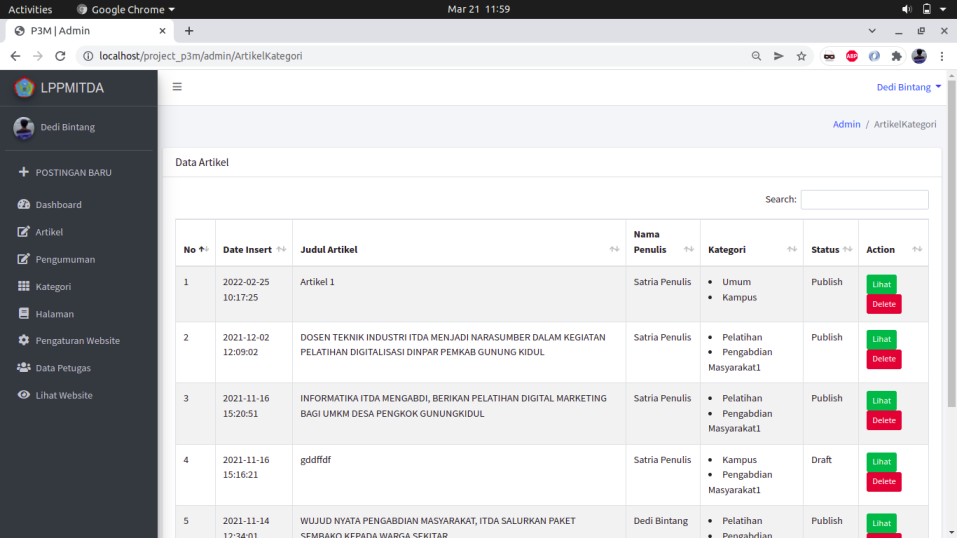 Activities
Google Chrome
Mar 21 11:59
P3M | Admin
localhost/project_p3m/admin/ArtikelKategori
ABP
LPPMITDA
Dedi Bintang
Dedi Bintang
Admin / ArtikelKategori
POSTINGAN BARU
Dashboard
Artikel
Pengumuman
Kategori
Halaman
Pengaturan Website
Data Petugas
Lihat Website
Data Artikel
Search:
No Date Insert Judul Artikel Nama Penulis Kategori Status Action
1 2022-02-25 Artikel 1 Satria Penulis • Umum Publish Lihat
10:17:25 • Kampus Delete
2 2021-12-02 DOSEN TEKNIK INDUSTRI ITDA MENJADI NARASUMBER DALAM KEGIATAN Satria Penulis • Pelatihan Publish Lihat
12:09:02 PELATIHAN DIGITALISASI DINPAR PEMKAB GUNUNG KIDUL • Pengabdian Delete
Masyarakat1
3 2021-11-16 INFORMATIKA ITDA MENGABDI, BERIKAN PELATIHAN DIGITAL MARKETING Satria Penulis • Pelatihan Publish Lihat
15:20:51 BAGI UMKM DESA PENGKOK GUNUNGKIDUL • Pengabdian Delete
Masyarakat1
4 2021-11-16 gddffdf Satria Penulis • Kampus Draft Lihat
15:16:21 • Pengabdian Delete
Masyarakat1
5 2021-11-14 WUJUD NYATA PENGABDIAN MASYARAKAT, ITDA SALURKAN PAKET Dedi Bintang • Pelatihan Publish Lihat
12:34:01 SEMBAKO KEPADA WARGA SEKITAR • Pengabdian